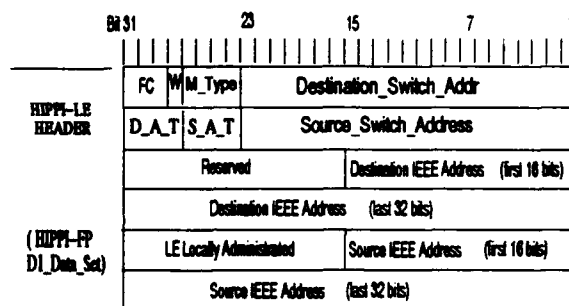 Bit 31 23 15 7
FC W M_Type Destination_Switch_Addr
HIPPI-LE
HEADER
D_A_T S_A_T Source_Switch_Address
Reserved Destination IEEE Address (first 16 bits)
Destination IEEE Address (last 32 bits)
( HIPPI-FP
D1_Data_Set)
LE Locally Administrated Source IEEE Address (first 16 bits)
Source IEEE Address (last 32 bits)